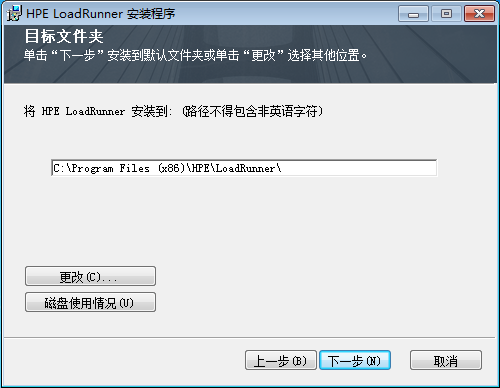 HPE LoadRunner 安装程序
目标文件夹
单击“下一步”安装到默认文件夹或单击“更改”选择其他位置。
将 HPE LoadRunner 安装到: (路径不得包含非英语字符)
C:\Program Files (x86)\HPE\LoadRunner\
更改(C)...
磁盘使用情况(U)
上一步(B) 下一步(N) 取消